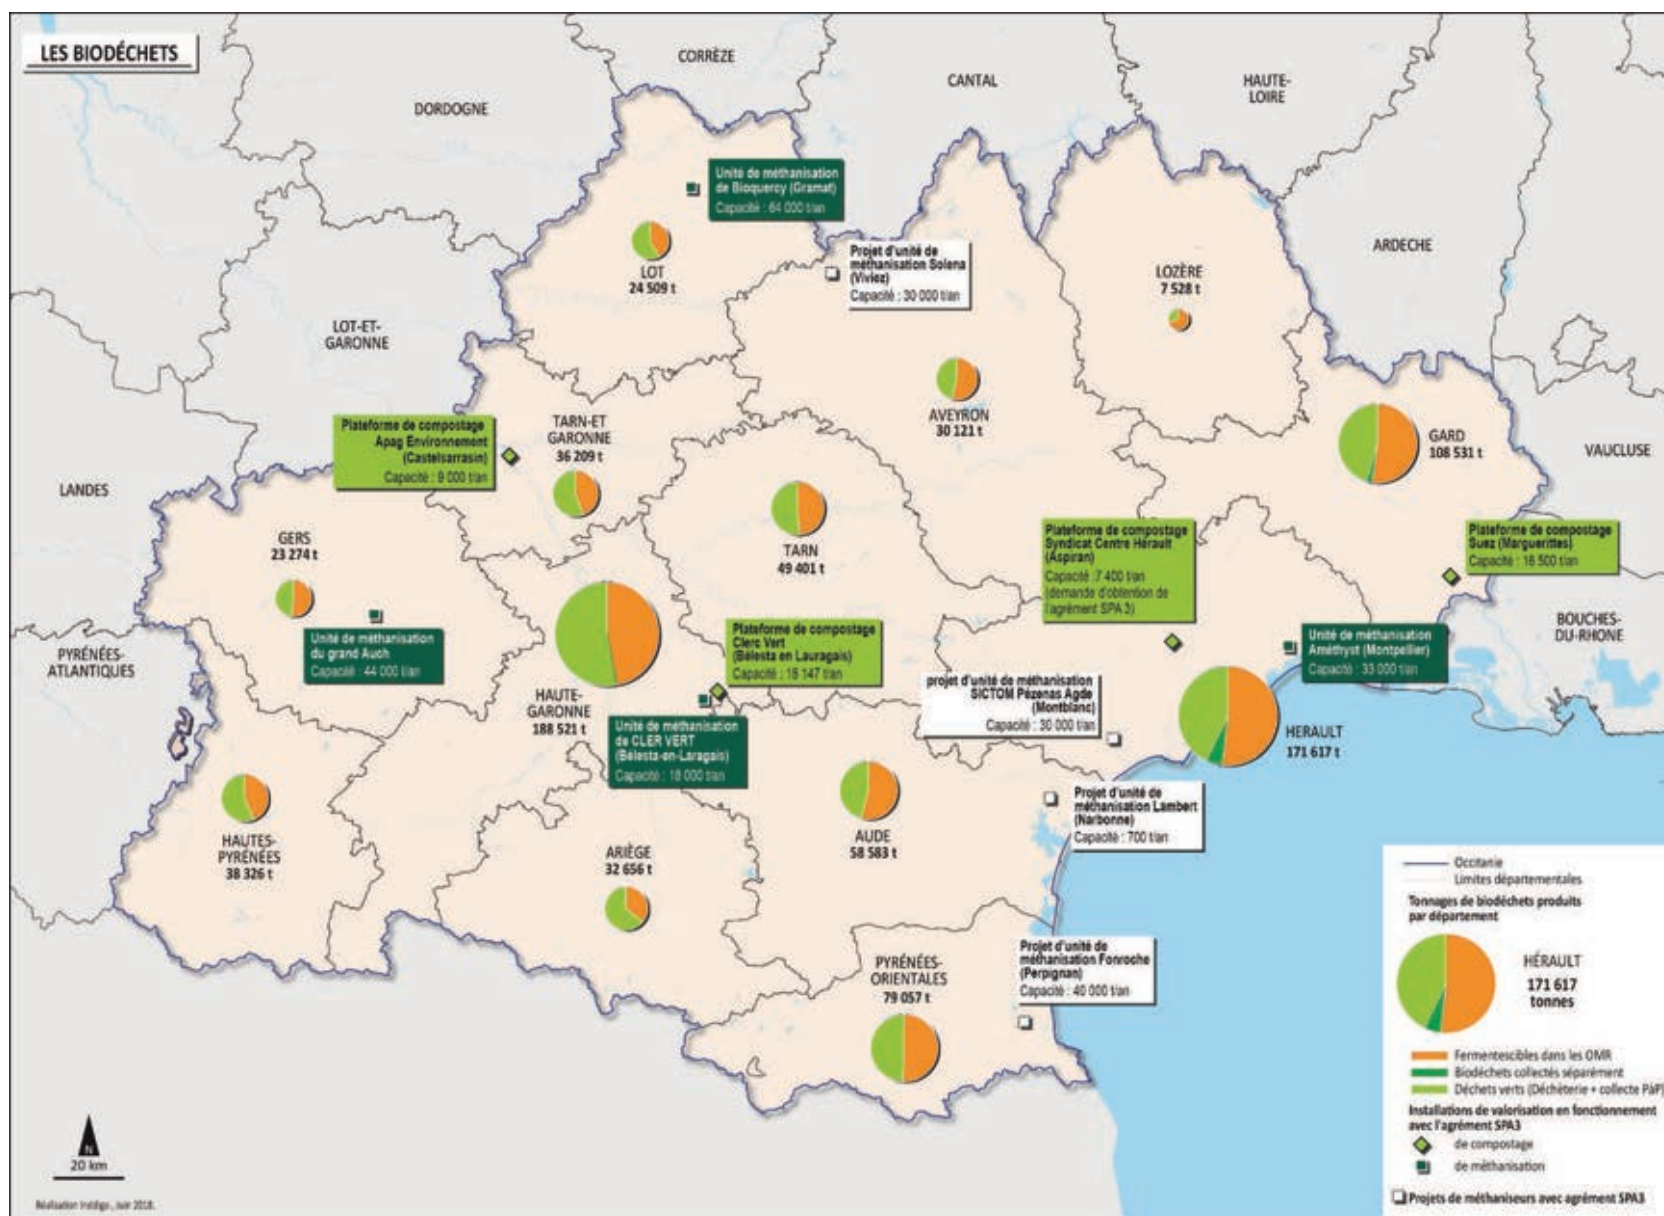 LES BIODÉCHETS
CORRÈZE
CANTAL
HAUTE-
LOIRE
DORDOGNE
Unité de méthanisation
de Bioquercy (Gramat)
Capacité : 64 000 t/an
ARDECHE
Projet d'unité de
méthanisation Solena
(Viviez)
Capacité : 30 000 t/an
LOT
24 509 t
LOZÈRE
7 528 t
LOT-ET-
GARONNE
AVEYRON
30 121 t
TARN-ET
GARONNE
36 209 t
Plateforme de compostage
Apag Environnement
(Castelsarrasin)
Capacité : 9 000 t/an
GARD
108 531 t
VAUCLUSE
LANDES
GERS
23 274 t
TARN
49 401 t
Plateforme de compostage
Syndicat Centre Hérault
(Aspiran)
Capacité :7 400 t/an
(demande d'obtention de
l'agrément SPA 3)
Plateforme de compostage
Suez (Marguerittes)
Capacité : 16 500 t/an
BOUCHES-
DU-RHONE
PYRÉNÉES-
ATLANTIQUES
Unité de méthanisation
du grand Auch
Capacité : 44 000 t/an
Plateforme de compostage
Clerc Vert
(Bélesta en Lauragais)
Capacité : 16 147 t/an
Unité de méthanisation
Améthyst (Montpellier)
Capacité : 33 000 t/an
HAUTE-
GARONNE
188 521 t
projet d'unité de méthanisation
SICTOM Pézenas Agde
(Montblanc)
Capacité : 30 000 t/an
Unité de méthanisation
de CLER VERT
(Bélesta-en-Laragais)
Capacité : 18 000 t/an
HERAULT
171 617 t
Projet d'unité de
méthanisation Lambert
(Narbonne)
Capacité : 700 t/an
HAUTES-
PYRÉNÉES
38 326 t
AUDE
58 583 t
ARIÈGE
32 656 t
PYRÉNÉES-
ORIENTALES
79 057 t
Projet d'unité de
méthanisation Fonroche
(Perpignan)
Capacité : 40 000 t/an
Occitanie
Limites départementales
Tonnages de biodéchets produits
par département
HÉRAULT
171 617
tonnes
Fermentescibles dans les OMR
Biodéchets collectés séparément
Déchets verts (Déchèterie + collecte PàP)
Installations de valorisation en fonctionnement
avec l'agrément SPA3
de compostage
de méthanisation
Projets de méthaniseurs avec agrément SPA3
N
20 km
Réalisation Inddigo, 2018.